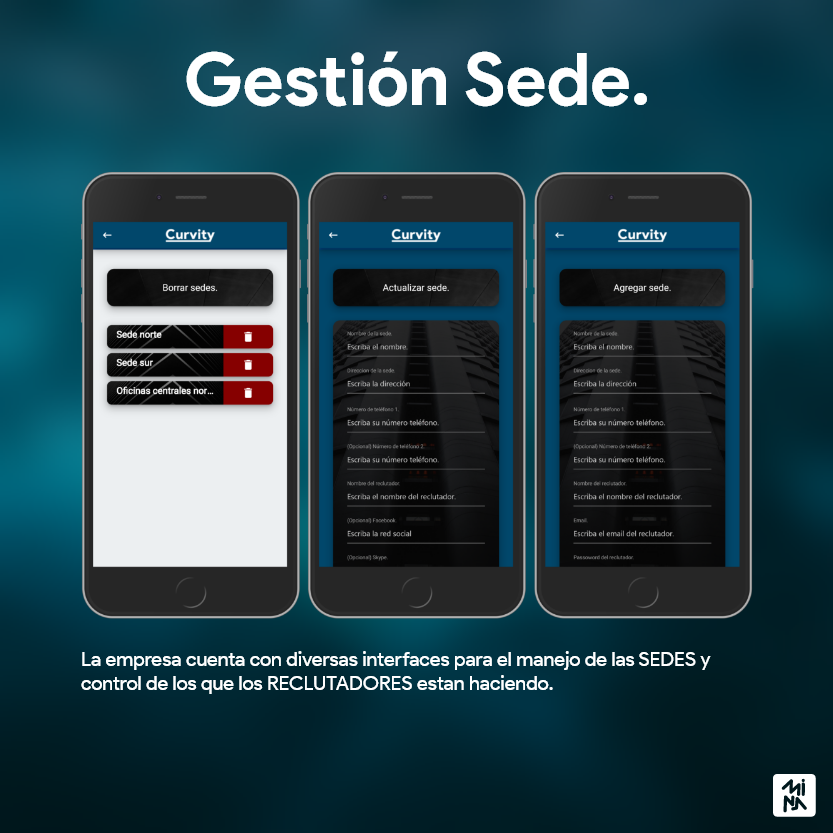 Gestión Sede.
Curvity
Borrar sedes.
Sede norte
Sede sur
Oficinas centrales nor...
Curvity
Actualizar sede.
Nombre de la sede.
Escriba el nombre.
Direccion de la sede.
Escriba la dirección
Número de teléfono 1.
Escriba su número teléfono.
(Opcional) Número de teléfono 2.
Escriba su número teléfono.
Nombre del reclutador.
Escriba el nombre del reclutador.
(Opcional) Facebook
Escriba la red social
(Opcional) Skype.
Curvity
Agregar sede.
Nombre de la sede.
Escriba el nombre.
Direccion de la sede.
Escriba la dirección
Número de teléfono 1.
Escriba su número teléfono.
(Opcional) Número de teléfono 2.
Escriba su número teléfono.
Nombre del reclutador.
Escriba el nombre del reclutador.
Email.
Escriba el email del reclutador.
Password del reclutador.
La empresa cuenta con diversas interfaces para el manejo de las SEDES y
control de los que los RECLUTADORES estan haciendo.
MiNA